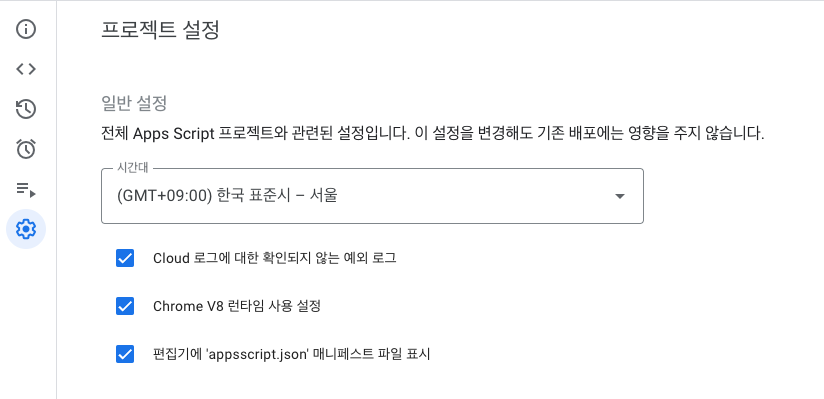 프로젝트 설정
일반 설정
전체 Apps Script 프로젝트와 관련된 설정입니다. 이 설정을 변경해도 기존 배포에는 영향을 주지 않습니다.
시간대
(GMT+09:00) 한국 표준시 – 서울
Cloud 로그에 대한 확인되지 않는 예외 로그
Chrome V8 런타임 사용 설정
편집기에 'appsscript.json' 매니페스트 파일 표시